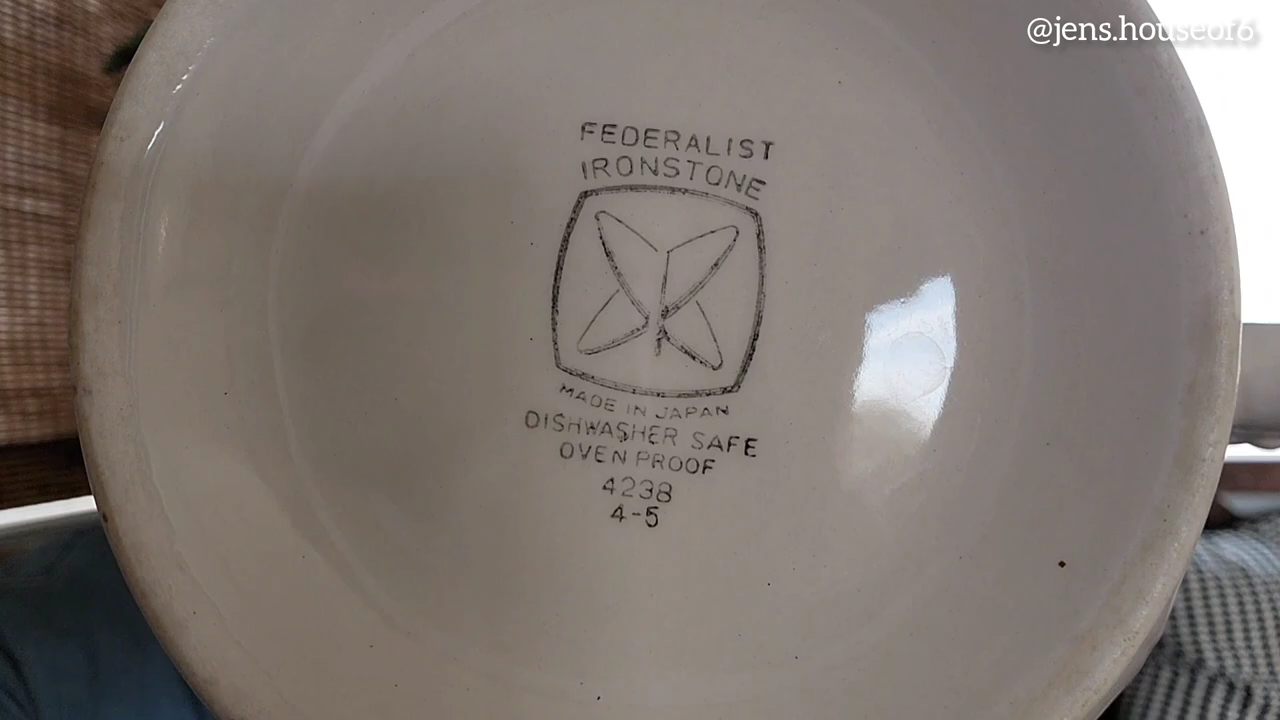 @jens.houseof6
FEDERALIST
IRONSTONE
MADE IN JAPAN
DISHWASHER SAFE
OVEN PROOF
4238
4-5